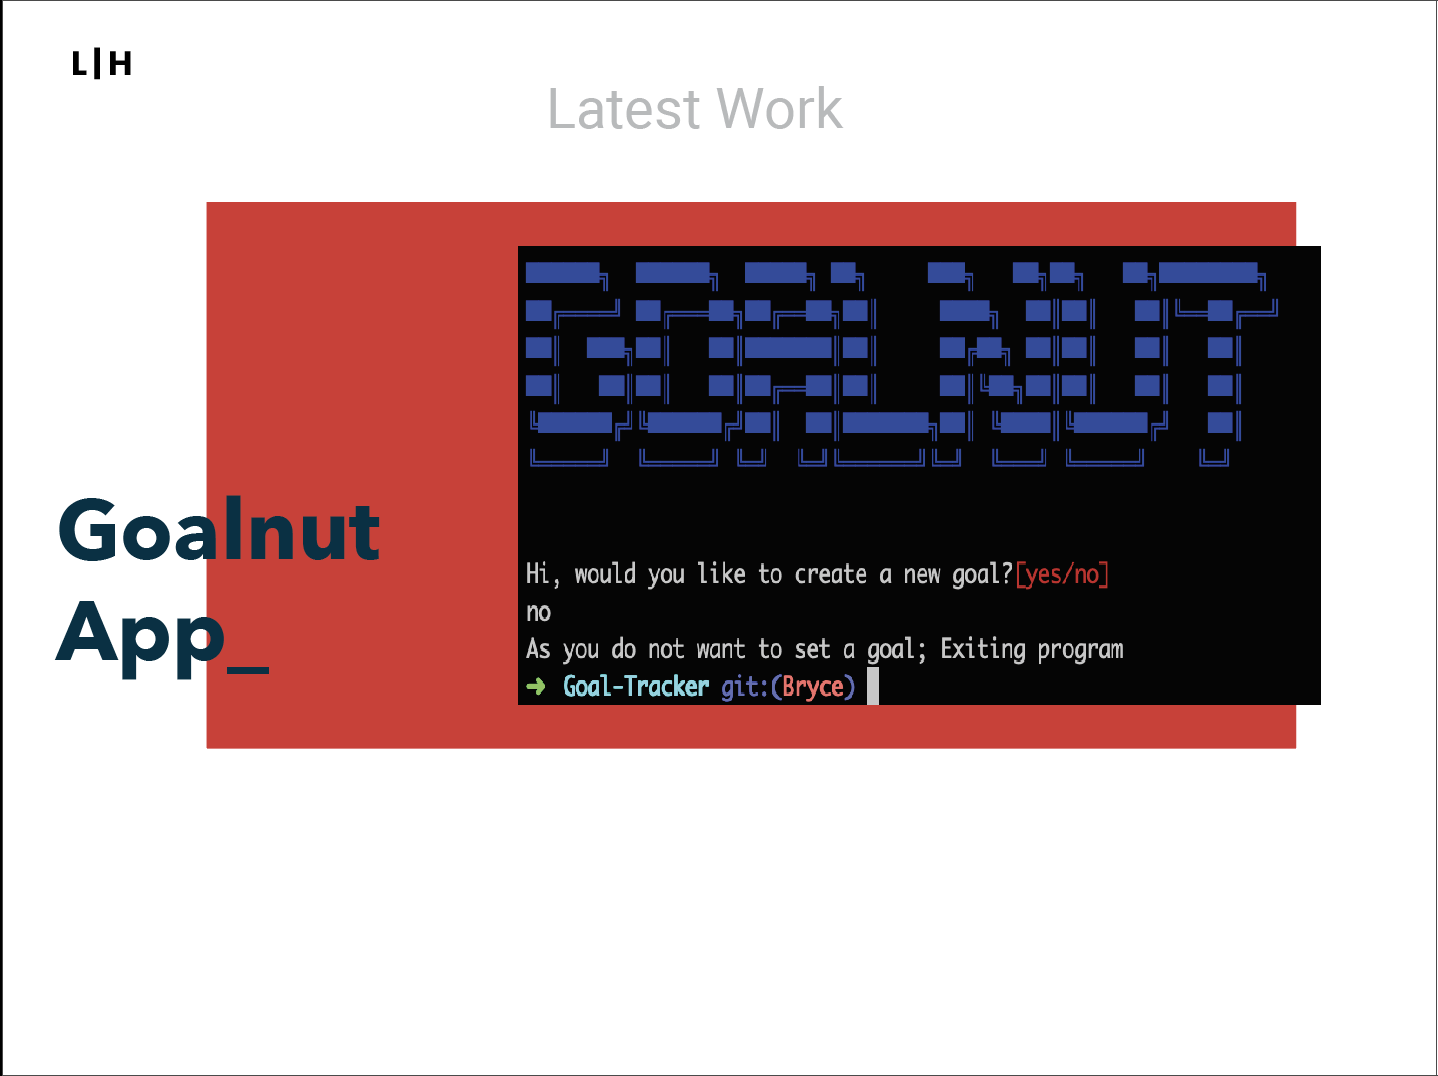 L|H
Latest Work
GOALNUT
Goalnut
App_
Hi, would you like to create a new goal?[yes/no]
no
As you do not want to set a goal; Exiting program
➜ Goal-Tracker git:(Bryce)